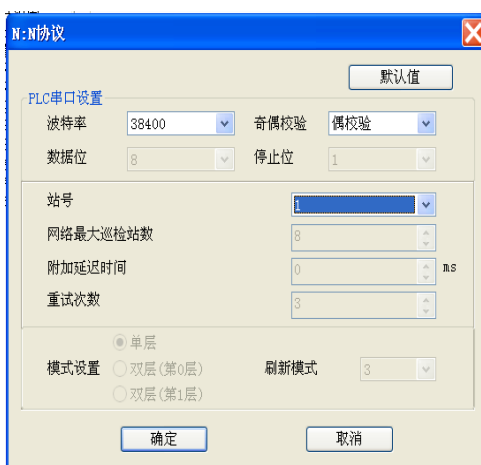 N:N协议
默认值
PLC串口设置
波特率 38400 奇偶校验 偶校验
数据位 8 停止位 1
站号 1
网络最大巡检站数 8
附加延迟时间 0 ms
重试次数 3
单层
模式设置 双层(第0层) 刷新模式 3
双层(第1层)
确定 取消